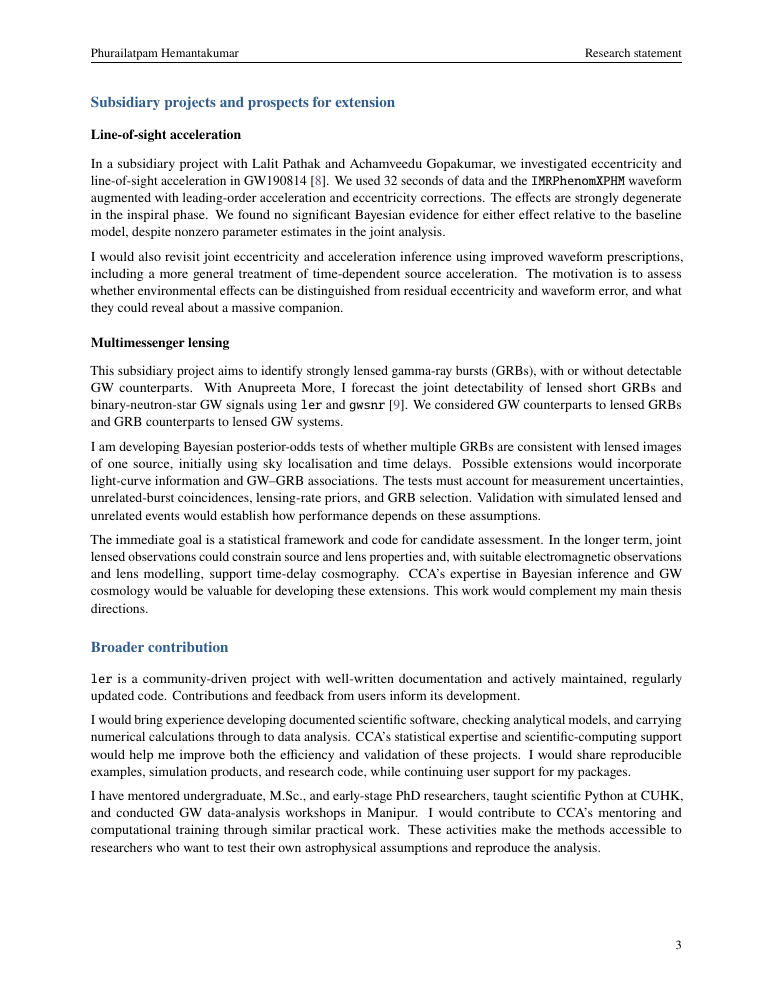 Phurailatpam Hemantakumar
Research statement
Subsidiary projects and prospects for extension
Line-of-sight acceleration
In a subsidiary project with Lalit Pathak and Achamveedu Gopakumar, we investigated eccentricity and
line-of-sight acceleration in GW190814 [8]. We used 32 seconds of data and the IMRPhenomXPHM waveform
augmented with leading-order acceleration and eccentricity corrections. The effects are strongly degenerate
in the inspiral phase. We found no significant Bayesian evidence for either effect relative to the baseline
model, despite nonzero parameter estimates in the joint analysis.
I would also revisit joint eccentricity and acceleration inference using improved waveform prescriptions,
including a more general treatment of time-dependent source acceleration. The motivation is to assess
whether environmental effects can be distinguished from residual eccentricity and waveform error, and what
they could reveal about a massive companion.
Multimessenger lensing
This subsidiary project aims to identify strongly lensed gamma-ray bursts (GRBs), with or without detectable
GW counterparts. With Anupreeta More, I forecast the joint detectability of lensed short GRBs and
binary-neutron-star GW signals using ler and gwsnr [9]. We considered GW counterparts to lensed GRBs
and GRB counterparts to lensed GW systems.
I am developing Bayesian posterior-odds tests of whether multiple GRBs are consistent with lensed images
of one source, initially using sky localisation and time delays. Possible extensions would incorporate
light-curve information and GW–GRB associations. The tests must account for measurement uncertainties,
unrelated-burst coincidences, lensing-rate priors, and GRB selection. Validation with simulated lensed and
unrelated events would establish how performance depends on these assumptions.
The immediate goal is a statistical framework and code for candidate assessment. In the longer term, joint
lensed observations could constrain source and lens properties and, with suitable electromagnetic observations
and lens modelling, support time-delay cosmography. CCA's expertise in Bayesian inference and GW
cosmology would be valuable for developing these extensions. This work would complement my main thesis
directions.
Broader contribution
ler is a community-driven project with well-written documentation and actively maintained, regularly
updated code. Contributions and feedback from users inform its development.
I would bring experience developing documented scientific software, checking analytical models, and carrying
numerical calculations through to data analysis. CCA's statistical expertise and scientific-computing support
would help me improve both the efficiency and validation of these projects. I would share reproducible
examples, simulation products, and research code, while continuing user support for my packages.
I have mentored undergraduate, M.Sc., and early-stage PhD researchers, taught scientific Python at CUHK,
and conducted GW data-analysis workshops in Manipur. I would contribute to CCA's mentoring and
computational training through similar practical work. These activities make the methods accessible to
researchers who want to test their own astrophysical assumptions and reproduce the analysis.
3